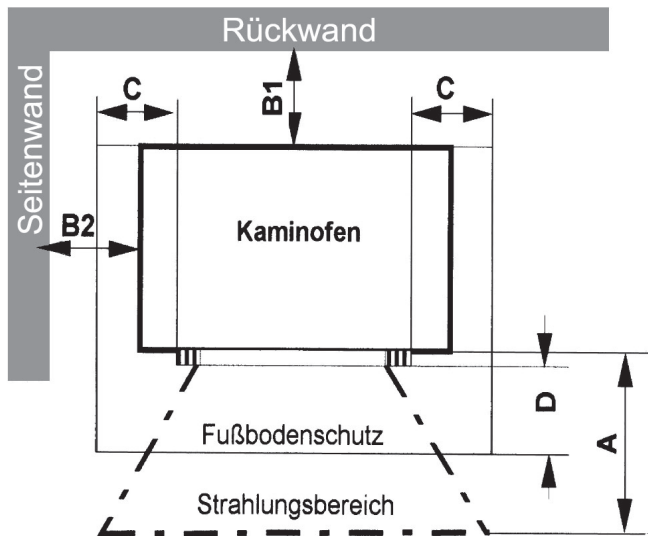 Rückwand
Seitenwand
C
B1
C
B2
Kaminofen
D
A
Fußbodenschutz
Strahlungsbereich